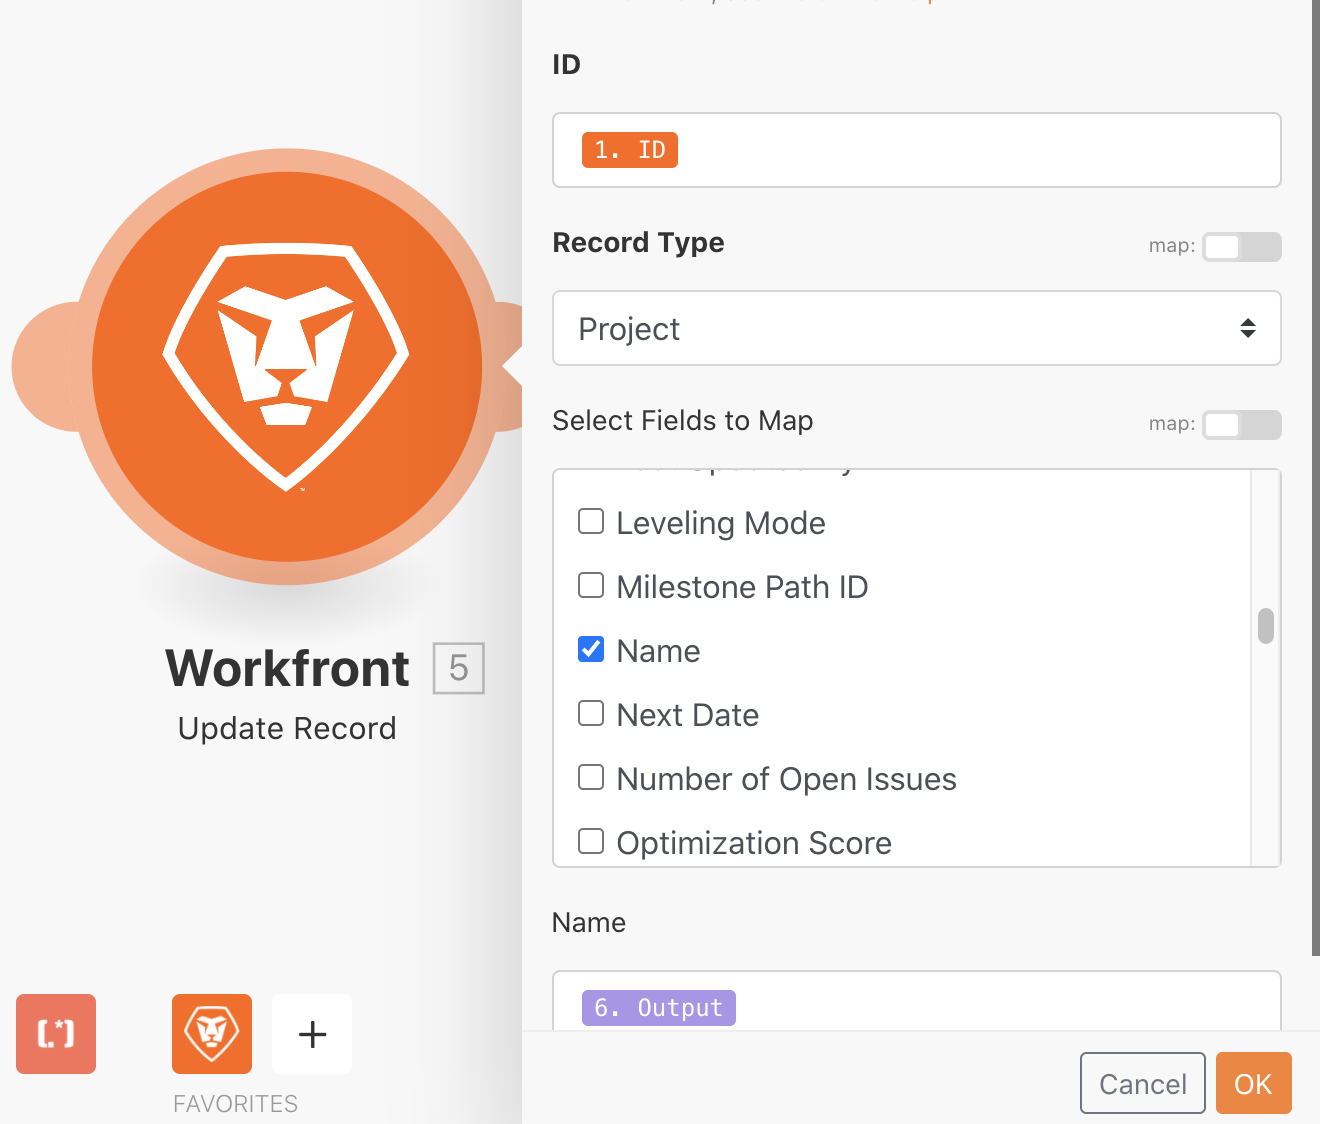 ID
1. ID
Record Type
map:
Project
Select Fields to Map
map:
Leveling Mode
Milestone Path ID
Name
Next Date
Number of Open Issues
Optimization Score
Name
6. Output
Cancel
OK
Workfront
5
Update Record
[.*]
+
FAVORITES